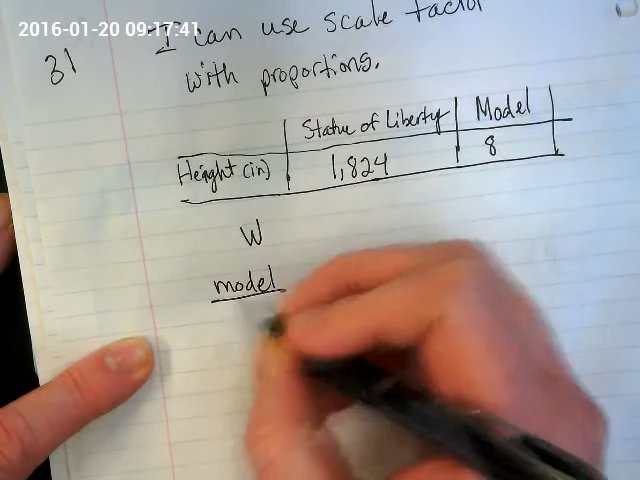 2016-01-20 09:17:41
31
I can use scale factor
with proportions.
Statue of Liberty Model
Height (in) 1,824 8
W
model